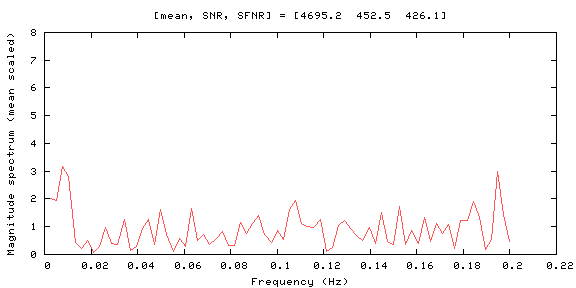 [mean, SNR, SFNR] = [4695.2 452.5 426.1]
Magnitude spectrum (mean scaled)
8
7
6
5
4
3
2
1
0
0 0.02 0.04 0.06 0.08 0.1 0.12 0.14 0.16 0.18 0.2 0.22
Frequency (Hz)